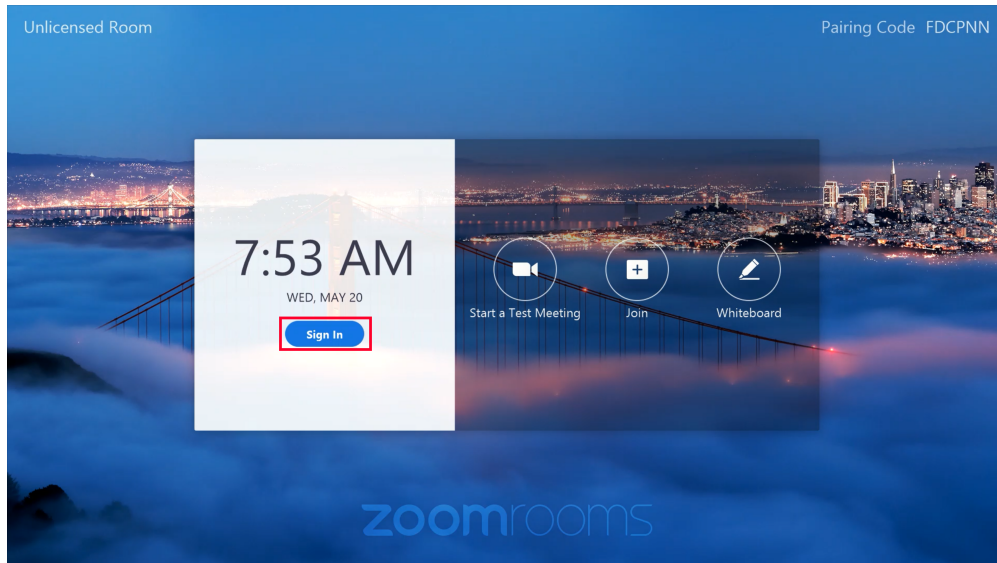 Unlicensed Room
Pairing Code FDCPNN
7:53 AM
WED, MAY 20
Sign In
Start a Test Meeting
Join
Whiteboard
zoomrooms